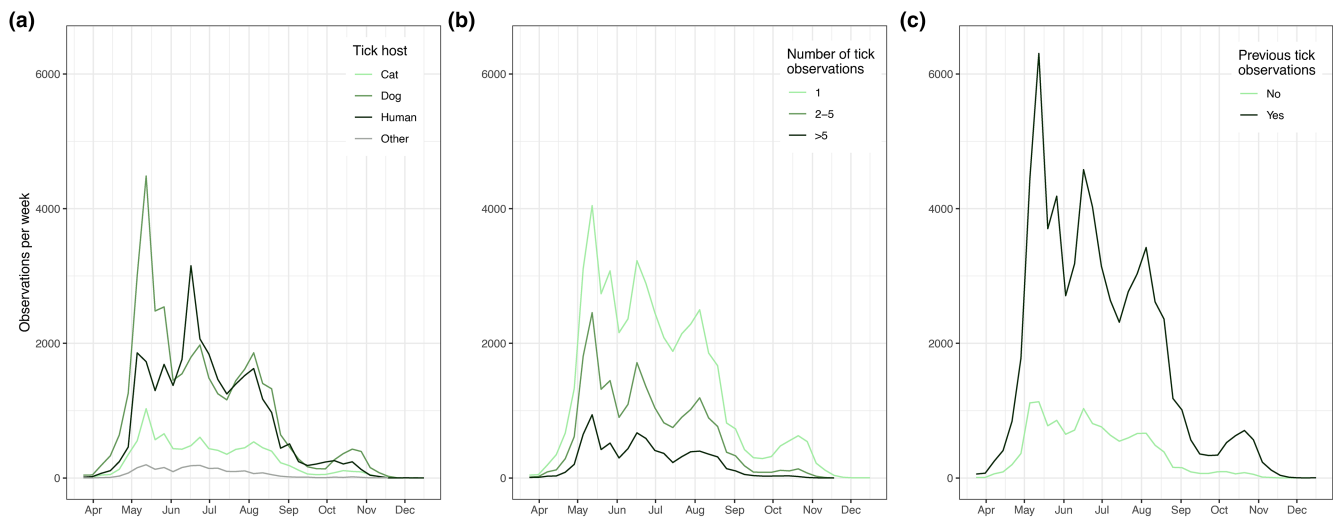 (a)
Observations per week
6000
4000
2000
0
Apr May Jun Jul Aug Sep Oct Nov Dec
Tick host
Cat
Dog
Human
Other
(b)
6000
4000
2000
0
Apr May Jun Jul Aug Sep Oct Nov Dec
Number of tick
observations
1
2–5
>5
(c)
6000
4000
2000
0
Apr May Jun Jul Aug Sep Oct Nov Dec
Previous tick
observations
No
Yes